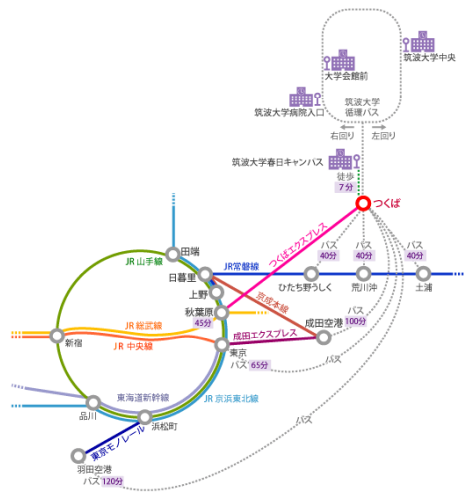 筑波大学中央
大学会館前
筑波大学病院入口
筑波大学
循環バス
右回り
左回り
筑波大学春日キャンパス
徒歩
7分
つくば
つくばエクスプレス
田端
JR山手線
日暮里
JR常磐線
バス
40分
バス
40分
バス
40分
ひたち野うしく
荒川沖
土浦
上野
京成本線
秋葉原
45分
成田空港
バス
100分
JR総武線
成田エクスプレス
新宿
JR 中央線
東京
バス 65分
バス
東海道新幹線
JR京浜東北線
品川
浜松町
バス
東京モノレール
羽田空港
バス 120分